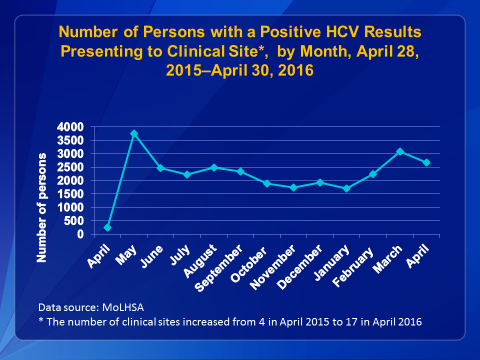 Number of Persons with a Positive HCV Results
Presenting to Clinical Site*, by Month, April 28,
2015–April 30, 2016
Number of persons
4000
3500
3000
2500
2000
1500
1000
500
0
April
May
June
July
August
September
October
November
December
January
February
March
April
Data source: MoLHSA
* The number of clinical sites increased from 4 in April 2015 to 17 in April 2016